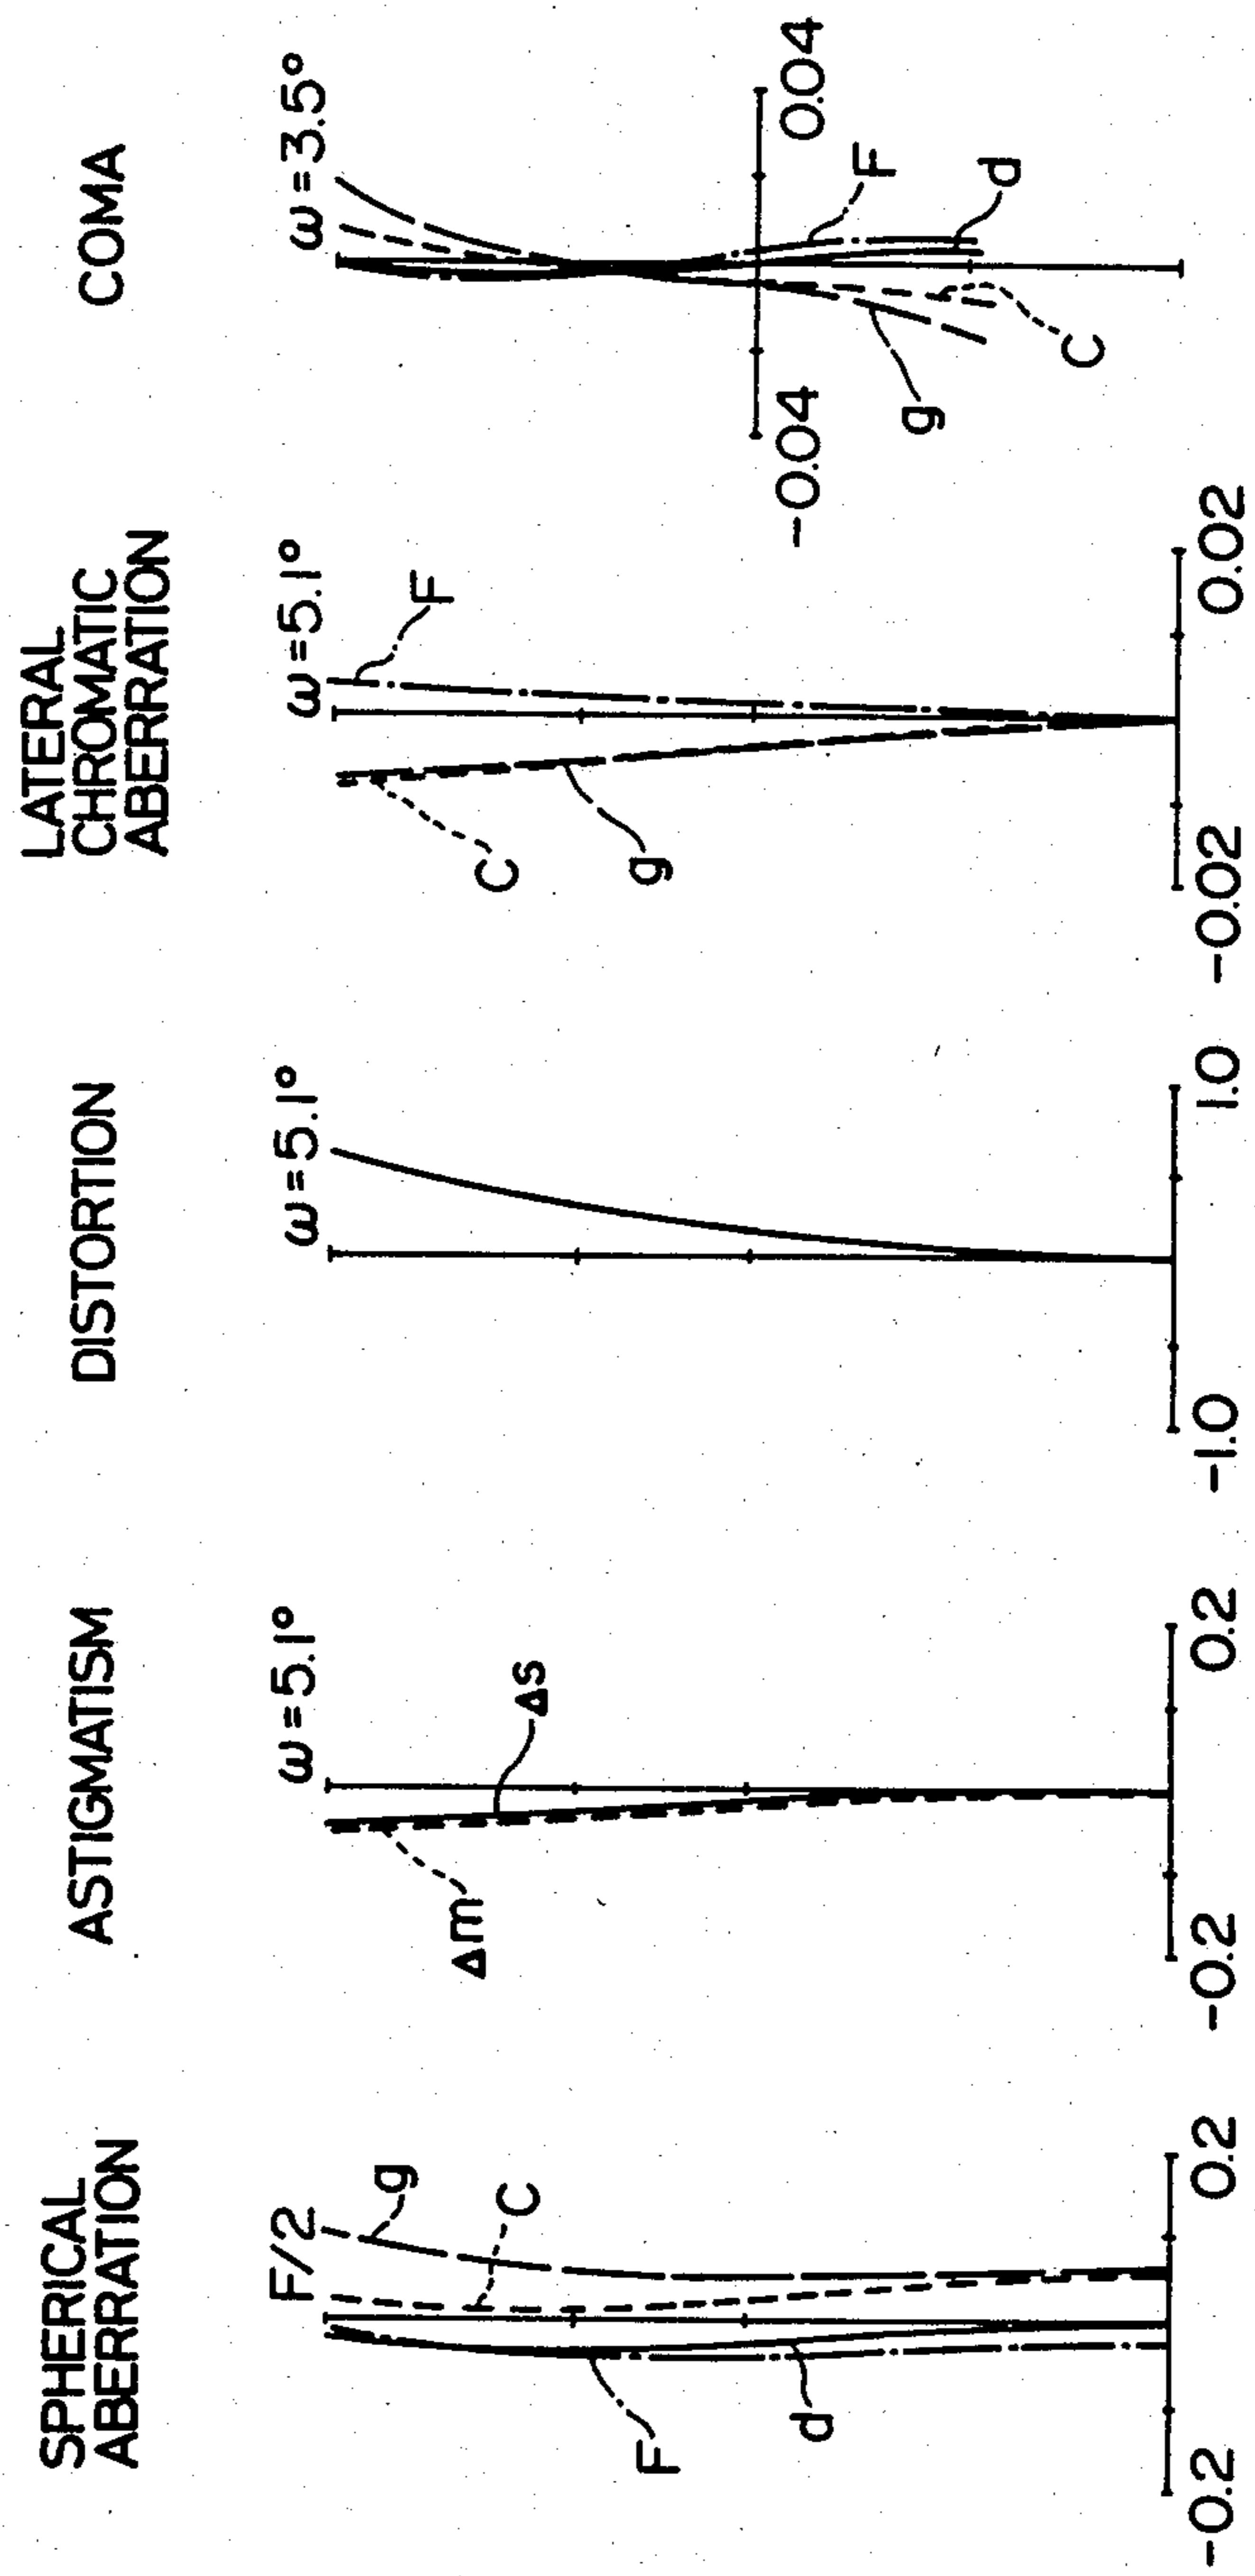 SPHERICAL
ABERRATION
F/2
g
C
F
d
-0.2
0.2
ASTIGMATISM
ω=5.1°
Δs
Δm
-0.2
0.2
DISTORTION
ω=5.1°
-1.0
1.0
LATERAL
CHROMATIC
ABERRATION
ω=5.1°
F
C
g
-0.02
0.02
COMA
ω=3.5°
F
d
g
C
-0.04
0.04